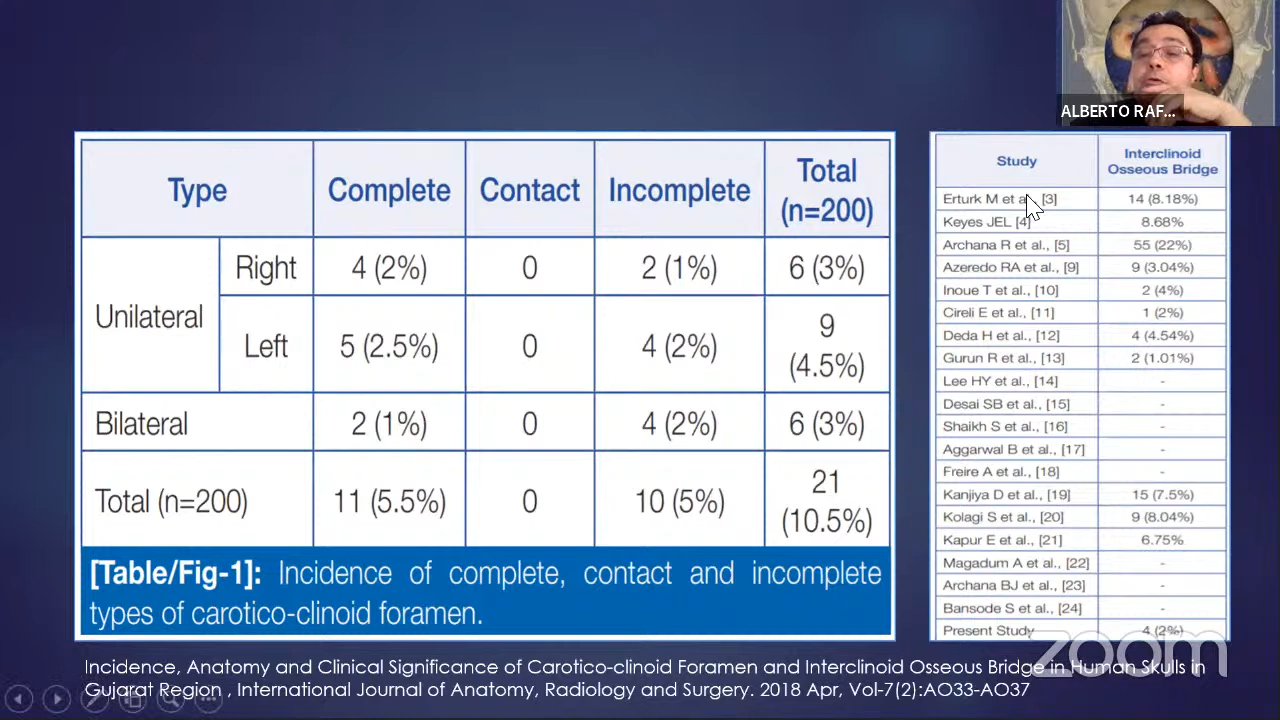 ALBERTO RAF...
Type Complete Contact Incomplete Total (n=200)
Unilateral Right 4 (2%) 0 2 (1%) 6 (3%)
Left 5 (2.5%) 0 4 (2%) 9 (4.5%)
Bilateral 2 (1%) 0 4 (2%) 6 (3%)
Total (n=200) 11 (5.5%) 0 10 (5%) 21 (10.5%)
[Table/Fig-1]: Incidence of complete, contact and incomplete
types of carotico-clinoid foramen.
Study Interclinoid Osseous Bridge
Erturk M et al., [3] 14 (8.18%)
Keyes JEL [4] 8.68%
Archana R et al., [5] 55 (22%)
Azeredo RA et al., [9] 9 (3.04%)
Inoue T et al., [10] 2 (4%)
Cireli E et al., [11] 1 (2%)
Deda H et al., [12] 4 (4.54%)
Gurun R et al., [13] 2 (1.01%)
Lee HY et al., [14] -
Desai SB et al., [15] -
Shaikh S et al., [16] -
Aggarwal B et al., [17] -
Freire A et al., [18] -
Kanjiya D et al., [19] 15 (7.5%)
Kolagi S et al., [20] 9 (8.04%)
Kapur E et al., [21] 6.75%
Magadum A et al., [22] -
Archana BJ et al., [23] -
Bansode S et al., [24] -
Present Study 4 (2%)
zoom
Incidence, Anatomy and Clinical Significance of Carotico-clinoid Foramen and Interclinoid Osseous Bridge in Human Skulls in
Gujarat Region , International Journal of Anatomy, Radiology and Surgery. 2018 Apr, Vol-7(2):AO33-AO37